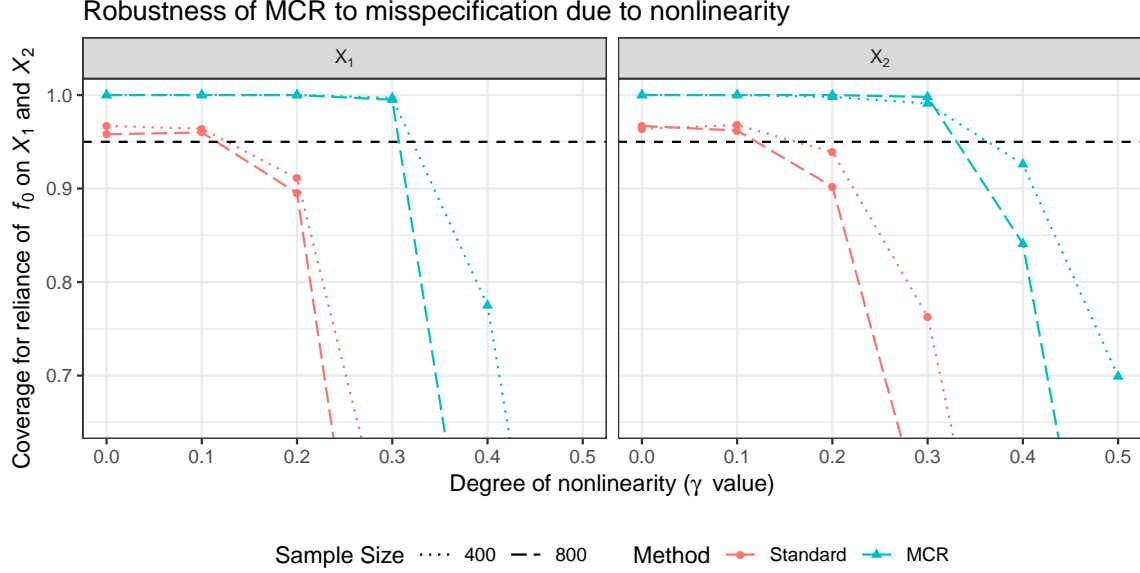 Robustness of MCR to misspecification due to nonlinearity
Coverage for reliance of f₀ on X₁ and X₂
X₁
X₂
1.0
0.9
0.8
0.7
0.0 0.1 0.2 0.3 0.4 0.5
0.0 0.1 0.2 0.3 0.4 0.5
Degree of nonlinearity (γ value)
Sample Size 400 800 Method Standard MCR